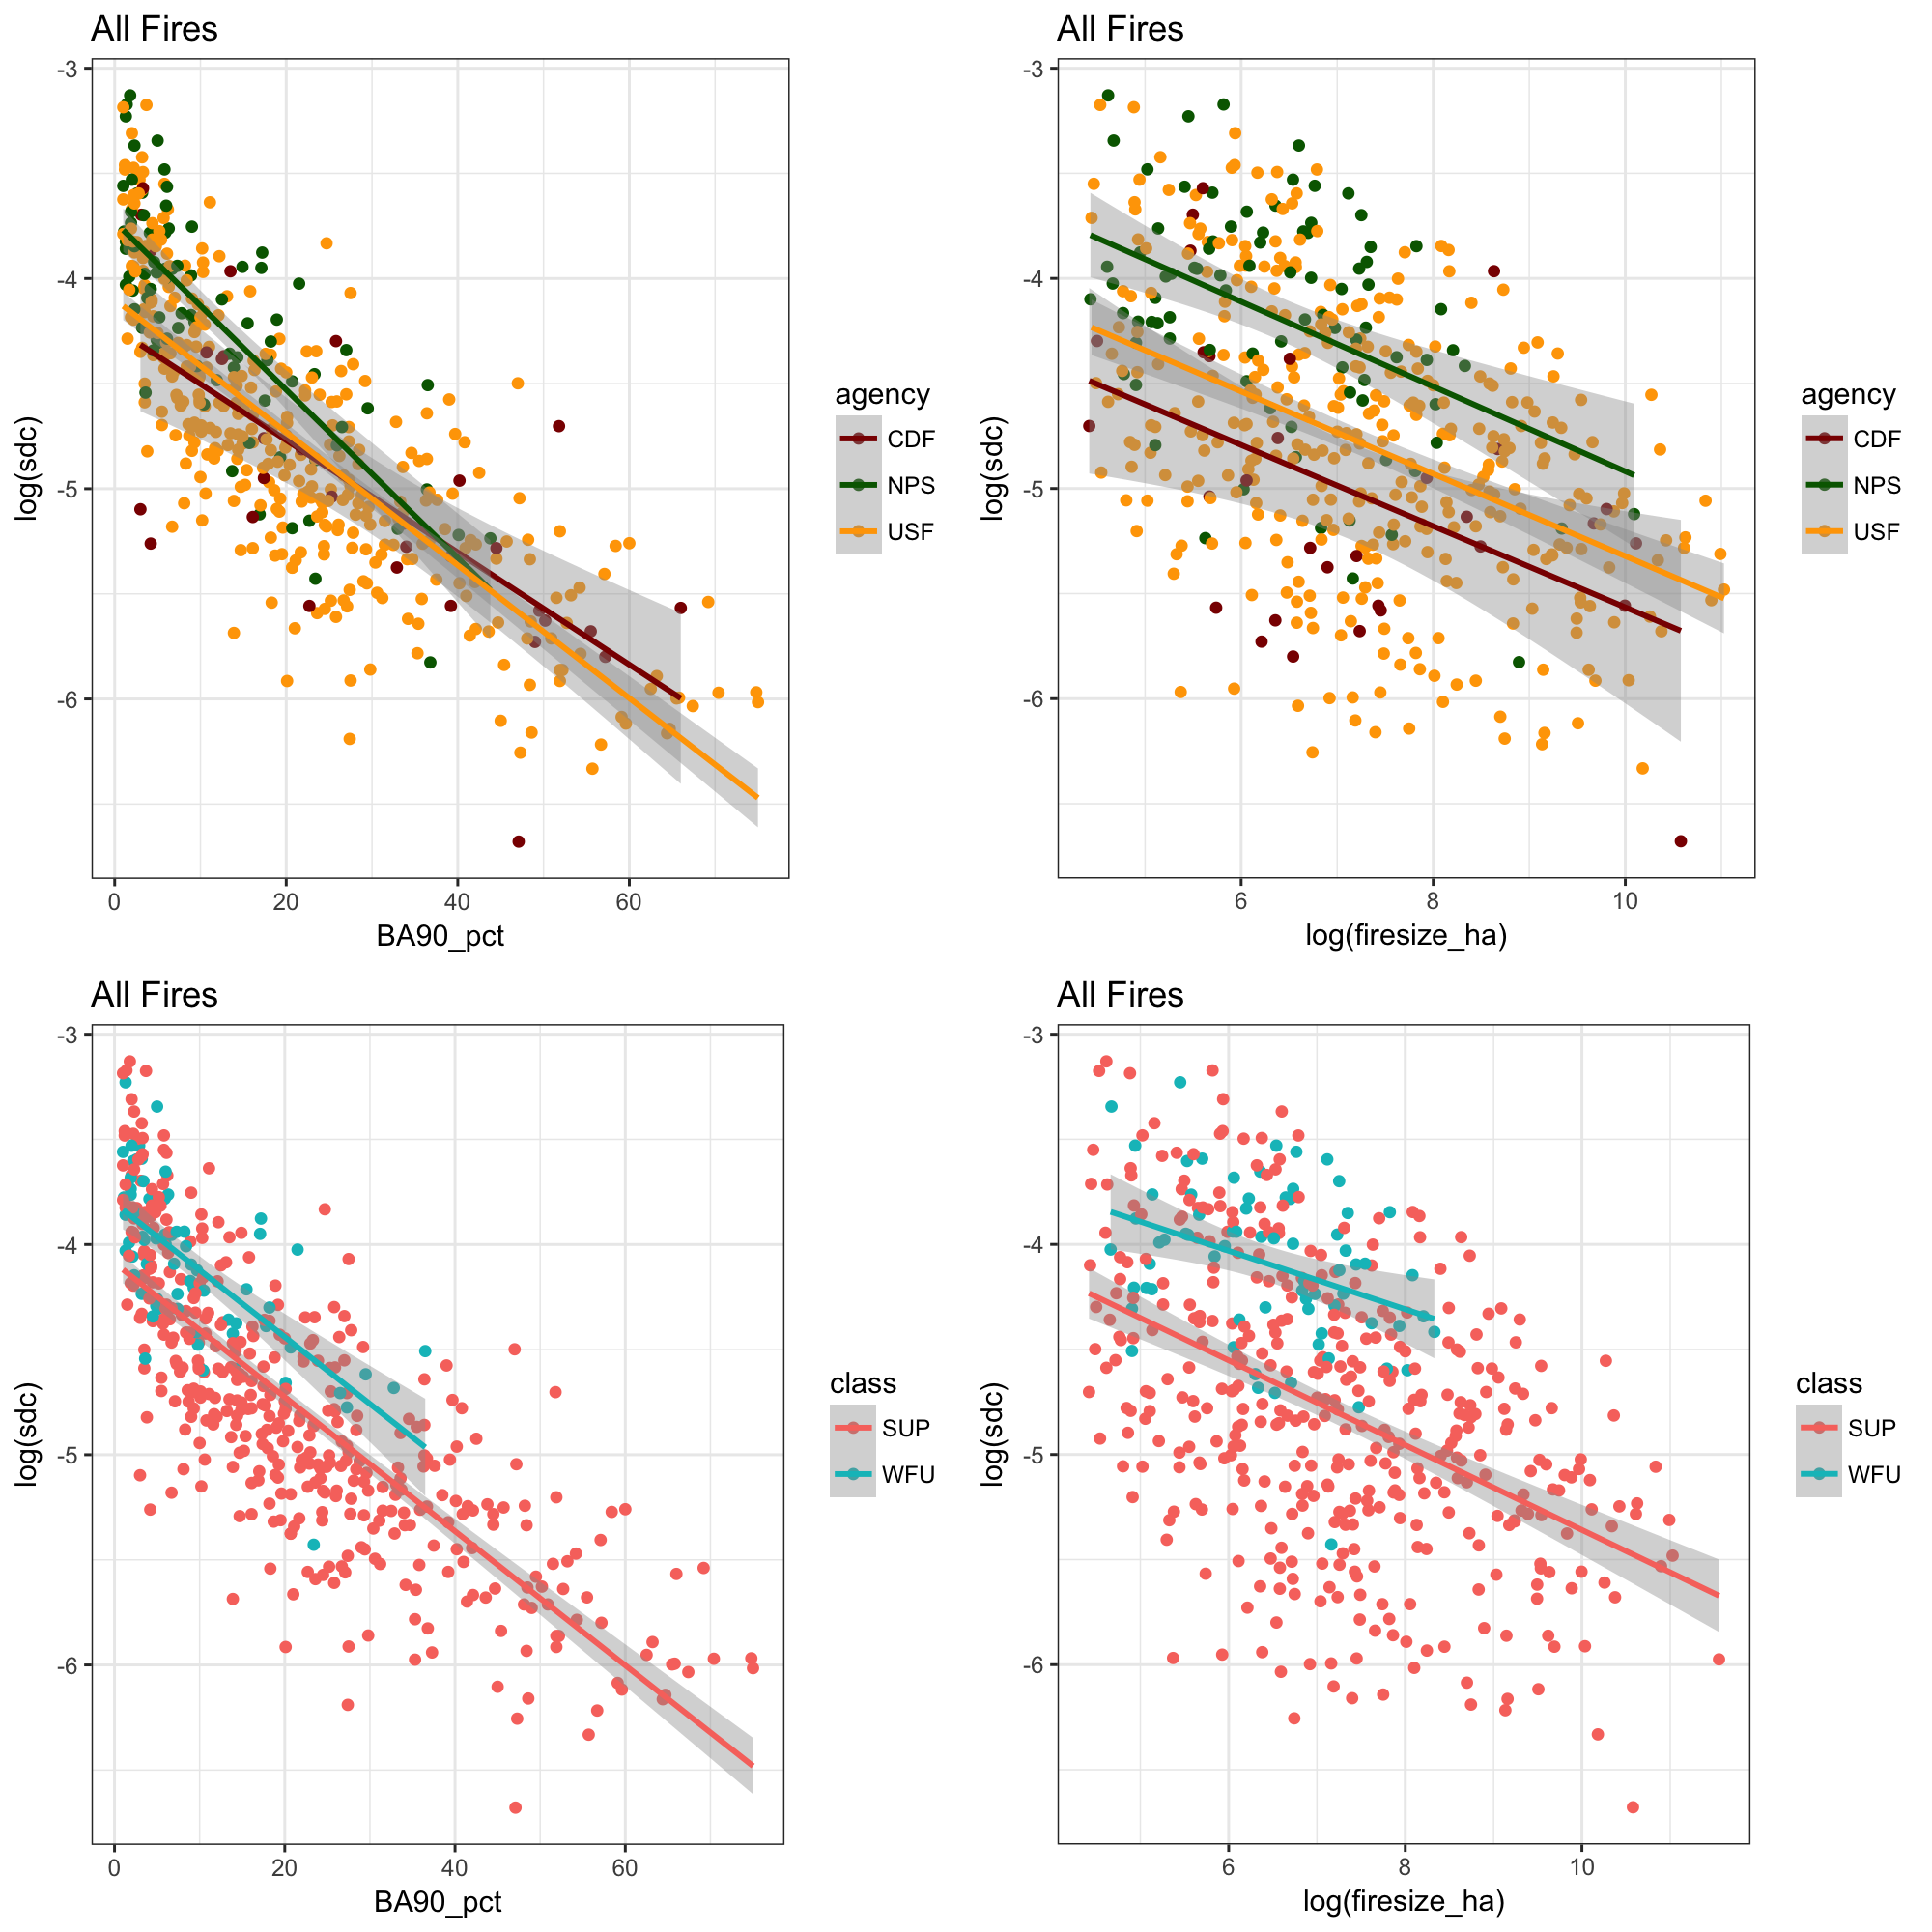 All Fires
-3
-4
-5
-6
log(sdc)
0 20 40 60
BA90_pct
agency
CDF
NPS
USF
All Fires
-3
-4
-5
-6
log(sdc)
6 8 10
log(firesize_ha)
agency
CDF
NPS
USF
All Fires
-3
-4
-5
-6
log(sdc)
0 20 40 60
BA90_pct
class
SUP
WFU
All Fires
-3
-4
-5
-6
log(sdc)
6 8 10
log(firesize_ha)
class
SUP
WFU